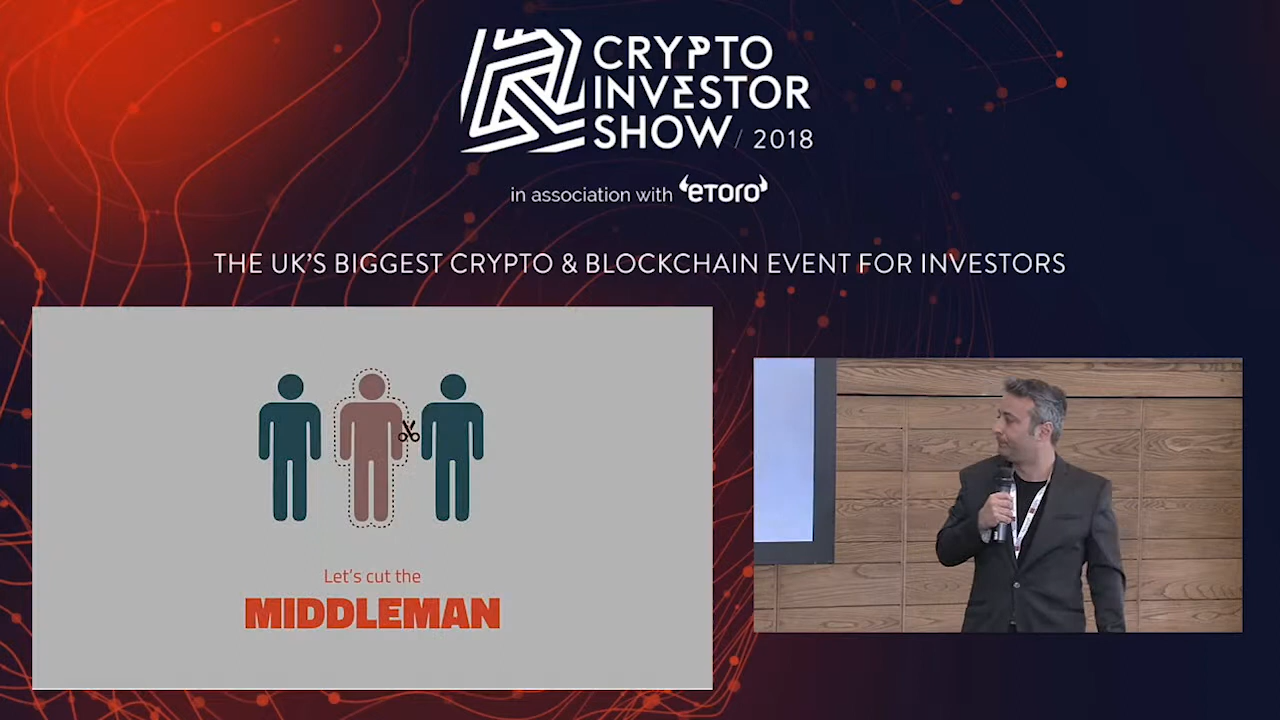 CRYPTO
INVESTOR
SHOW / 2018
in association with eToro
THE UK'S BIGGEST CRYPTO & BLOCKCHAIN EVENT FOR INVESTORS
Let's cut the
MIDDLEMAN